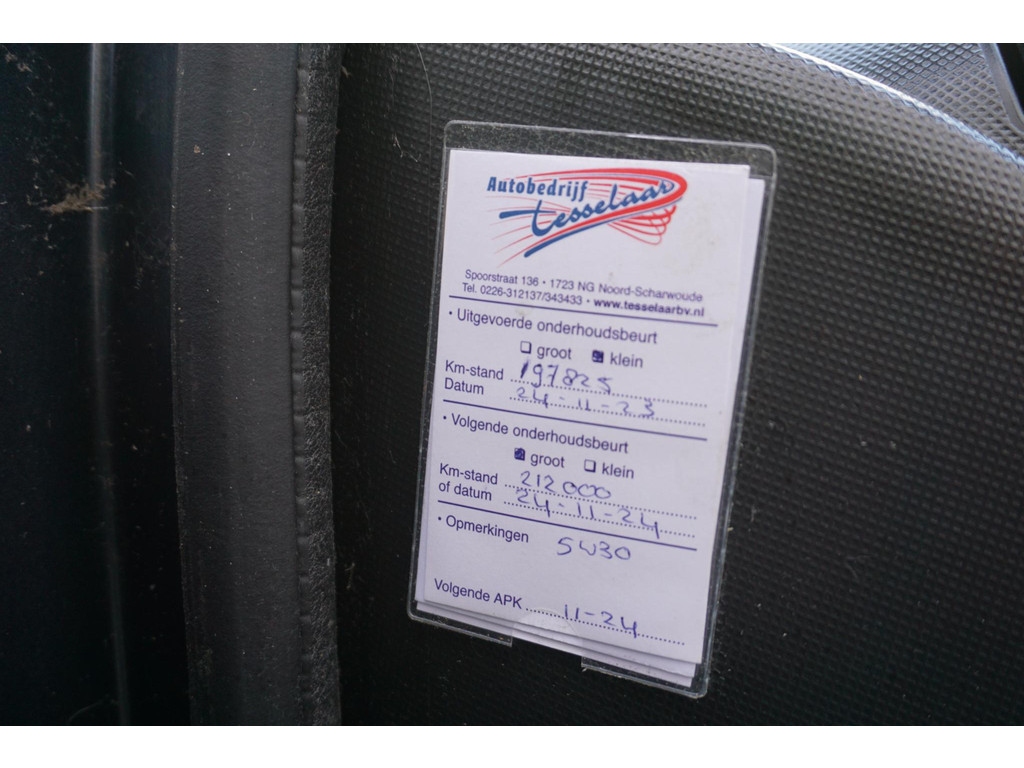 Autobedrijf
Tesselaar
Spoorstraat 136 • 1723 NG Noord-Scharwoude
Tel. 0226-312137/343433 • www.tesselaarbv.nl
• Uitgevoerde onderhoudsbeurt
groot klein
Km-stand 197825
Datum 24-11-23
• Volgende onderhoudsbeurt
groot klein
Km-stand 212000
of datum 24-11-24
• Opmerkingen 5W30
Volgende APK 11-24